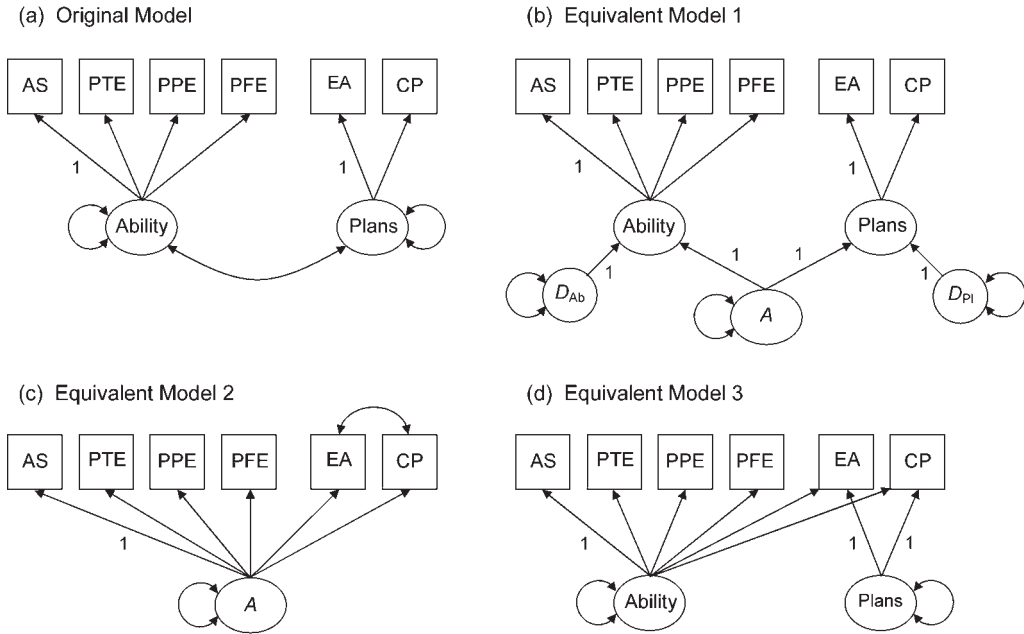 (a) Original Model
AS PTE PPE PFE EA CP
1 1
Ability Plans
(b) Equivalent Model 1
AS PTE PPE PFE EA CP
1 1
Ability Plans
1 1 1 1
D_Ab A D_Pl
(c) Equivalent Model 2
AS PTE PPE PFE EA CP
1
A
(d) Equivalent Model 3
AS PTE PPE PFE EA CP
1 1 1
Ability Plans